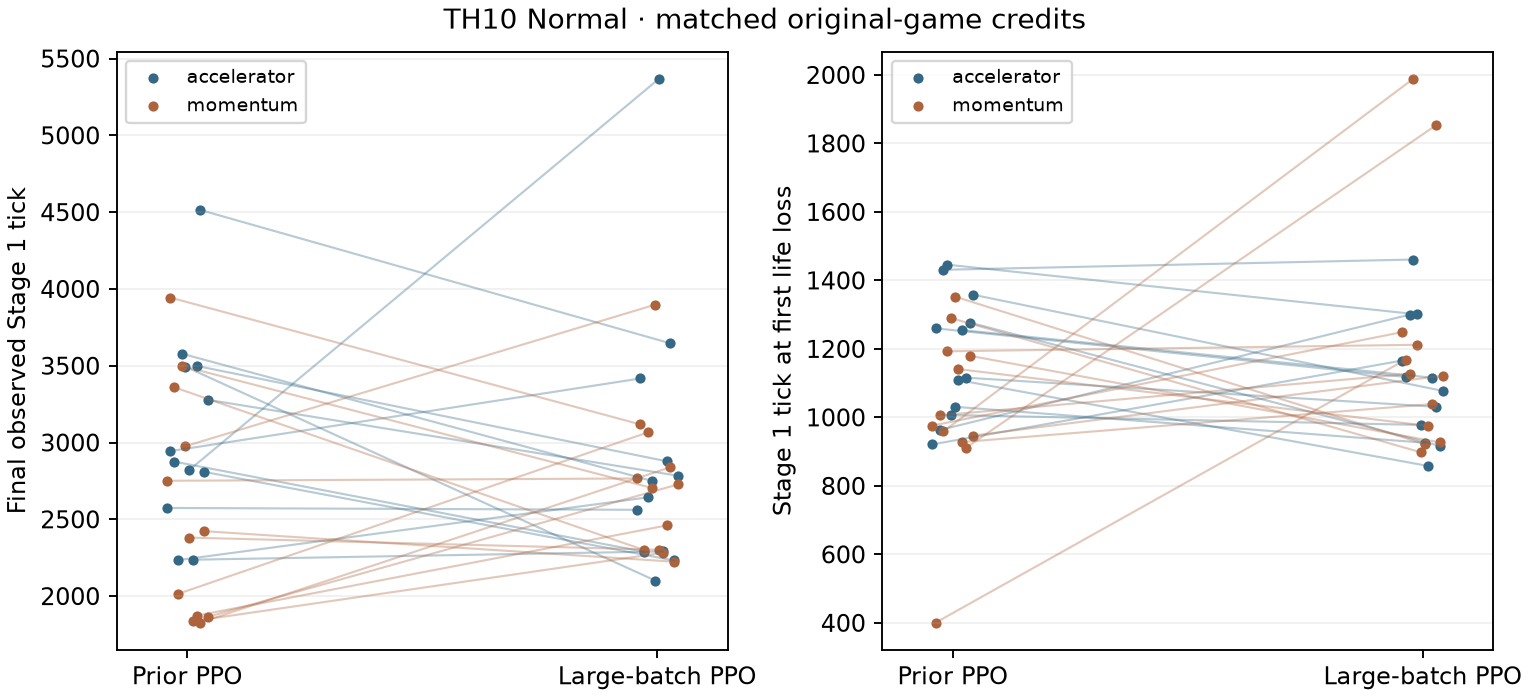 TH10 Normal · matched original-game credits
Final observed Stage 1 tick
5500
5000
4500
4000
3500
3000
2500
2000
accelerator
momentum
Prior PPO
Large-batch PPO
Stage 1 tick at first life loss
2000
1800
1600
1400
1200
1000
800
600
400
accelerator
momentum
Prior PPO
Large-batch PPO